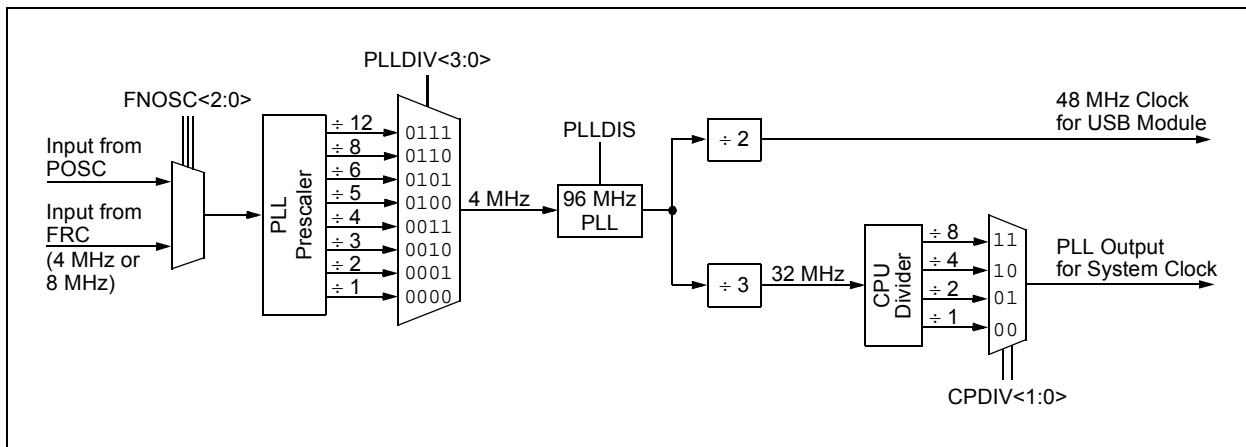 PLLDIV<3:0>
FNOSC<2:0>
Input from
POSC
Input from
FRC
(4 MHz or
8 MHz)
PLL
Prescaler
÷ 12
÷ 8
÷ 6
÷ 5
÷ 4
÷ 3
÷ 2
÷ 1
0111
0110
0101
0100
0011
0010
0001
0000
4 MHz
PLLDIS
96 MHz
PLL
÷ 2
48 MHz Clock
for USB Module
÷ 3
32 MHz
CPU
Divider
÷ 8
÷ 4
÷ 2
÷ 1
11
10
01
00
PLL Output
for System Clock
CPDIV<1:0>